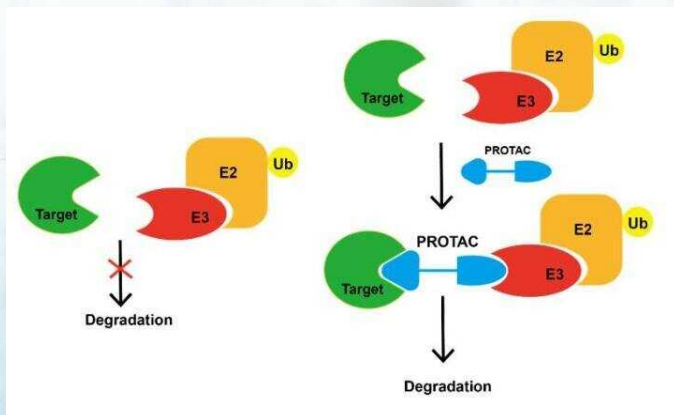 Target
E3
E2
Ub
Degradation
Target
E3
E2
Ub
PROTAC
PROTAC
Target
E3
E2
Ub
Degradation